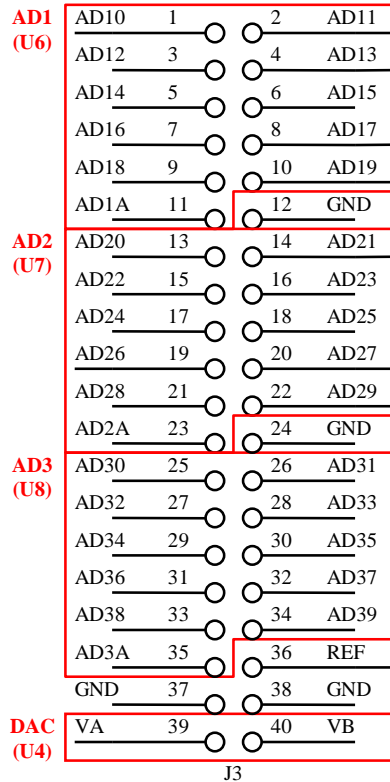 AD1 AD10 1 2 AD11
(U6)
AD12 3 4 AD13
AD14 5 6 AD15
AD16 7 8 AD17
AD18 9 10 AD19
AD1A 11 12 GND
AD2 AD20 13 14 AD21
(U7)
AD22 15 16 AD23
AD24 17 18 AD25
AD26 19 20 AD27
AD28 21 22 AD29
AD2A 23 24 GND
AD3 AD30 25 26 AD31
(U8)
AD32 27 28 AD33
AD34 29 30 AD35
AD36 31 32 AD37
AD38 33 34 AD39
AD3A 35 36 REF
GND 37 38 GND
DAC VA 39 40 VB
(U4)
J3